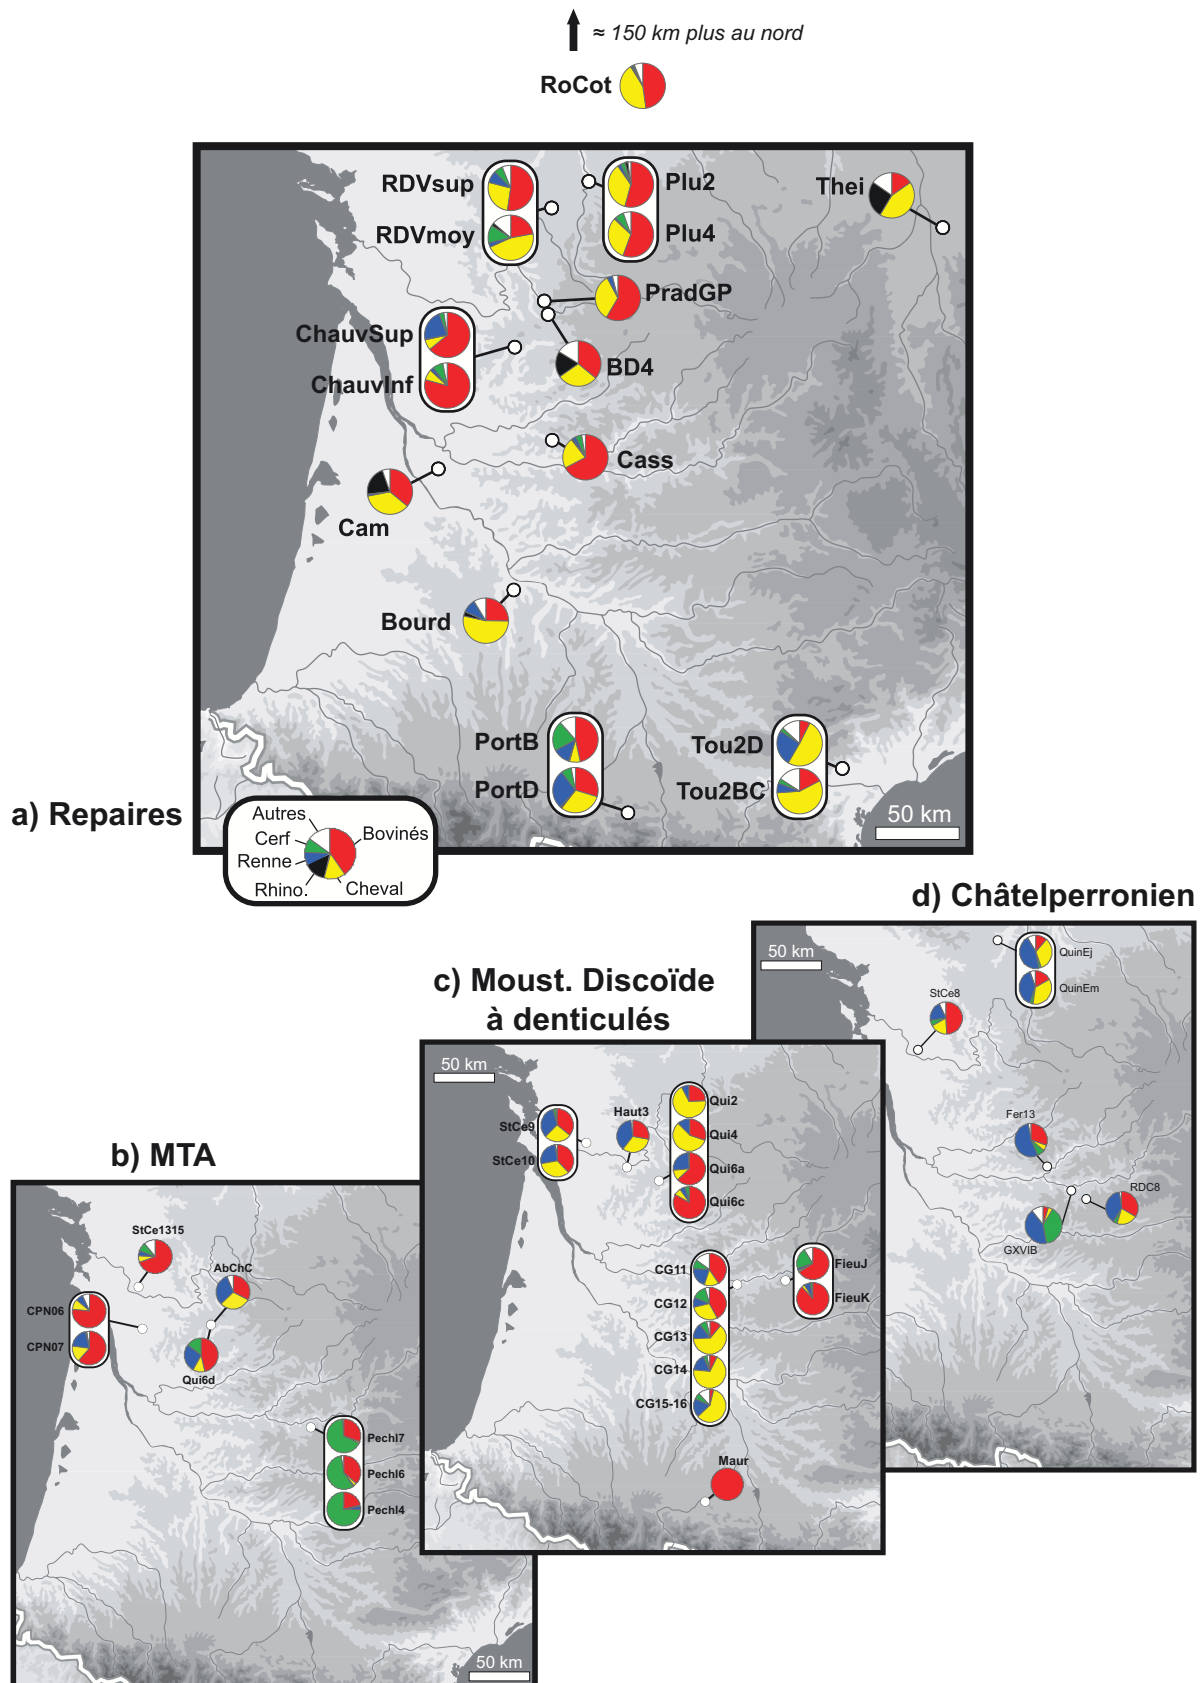 ≈ 150 km plus au nord
RoCot
RDVsup
RDVmoy
Plu2
Plu4
Thei
PradGP
ChauvSup
ChauvInf
BD4
Cass
Cam
Bourd
PortB
PortD
Tou2D
Tou2BC
50 km
a) Repaires
Autres
Cerf
Renne
Rhino.
Bovinés
Cheval
d) Châtelperronien
50 km
QuinEj
QuinEm
StCe8
Fer13
RDC8
GXVIB
c) Moust. Discoïde
à denticulés
50 km
StCe9
StCe10
Haut3
Qui2
Qui4
Qui6a
Qui6c
CG11
CG12
CG13
CG14
CG15-16
FieuJ
FieuK
Maur
b) MTA
StCe1315
AbChC
CPN06
CPN07
Qui6d
PechI7
PechI6
PechI4
50 km